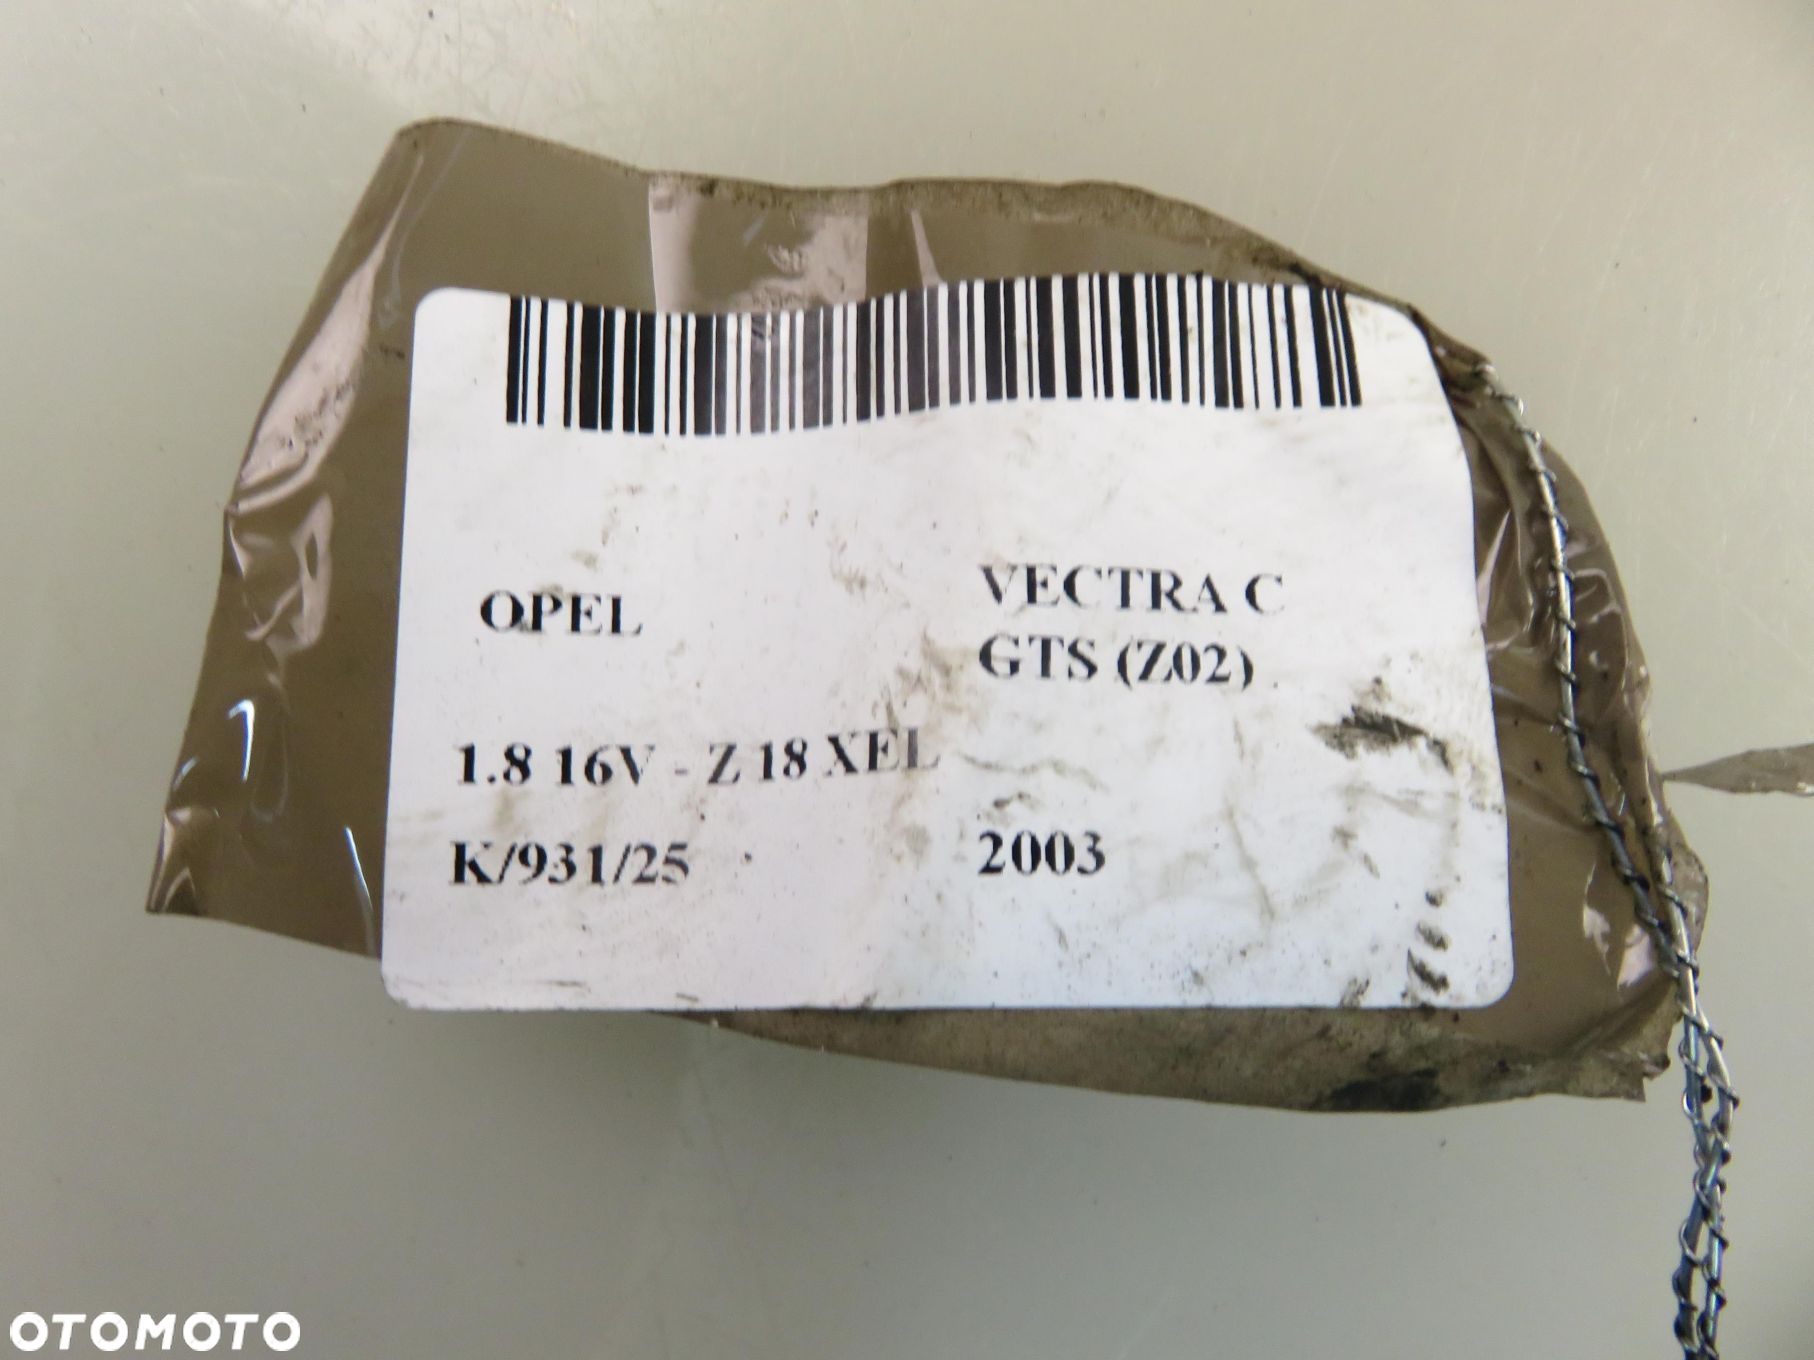 OPEL
VECTRA C
GTS (Z02)
1.8 16V - Z 18 XEL
K/931/25
2003
OTOMOTO